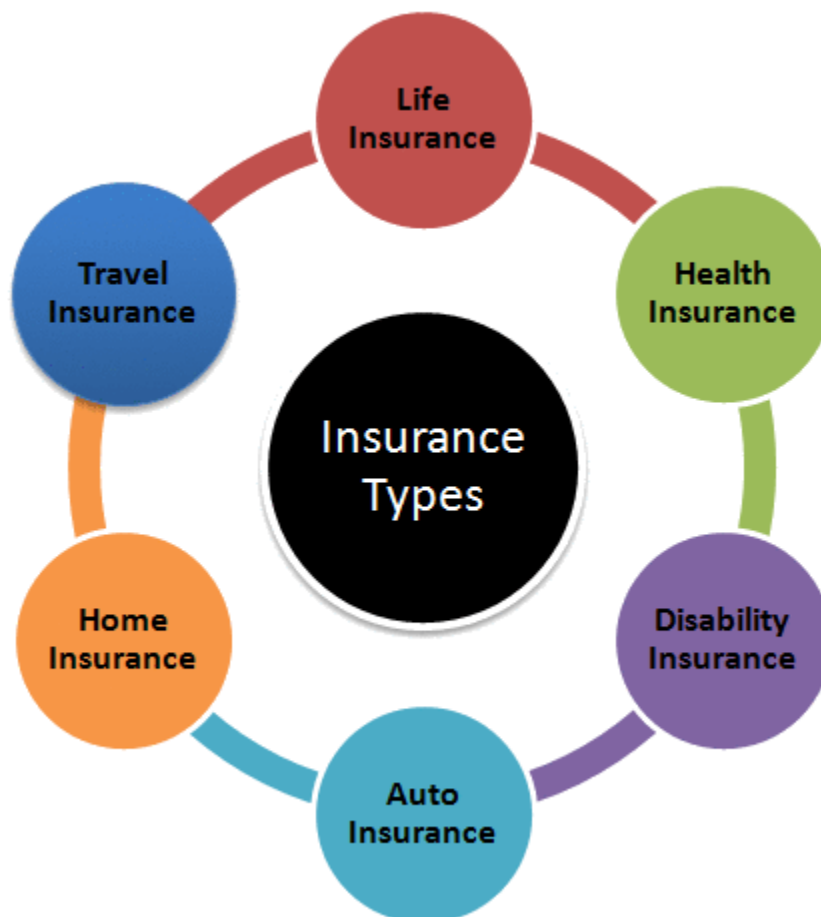 Life
Insurance
Travel
Insurance
Health
Insurance
Insurance
Types
Home
Insurance
Disability
Insurance
Auto
Insurance